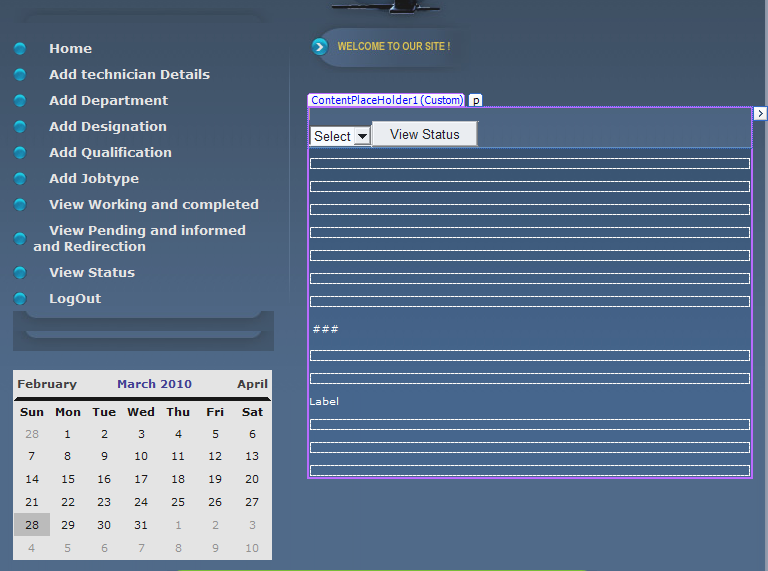 Home
Add technician Details
Add Department
Add Designation
Add Qualification
Add Jobtype
View Working and completed
View Pending and informed
and Redirection
View Status
LogOut
February March 2010 April
Sun Mon Tue Wed Thu Fri Sat
28 1 2 3 4 5 6
7 8 9 10 11 12 13
14 15 16 17 18 19 20
21 22 23 24 25 26 27
28 29 30 31 1 2 3
4 5 6 7 8 9 10
WELCOME TO OUR SITE !
ContentPlaceHolder1 (Custom) p
>
Select View Status
###
Label